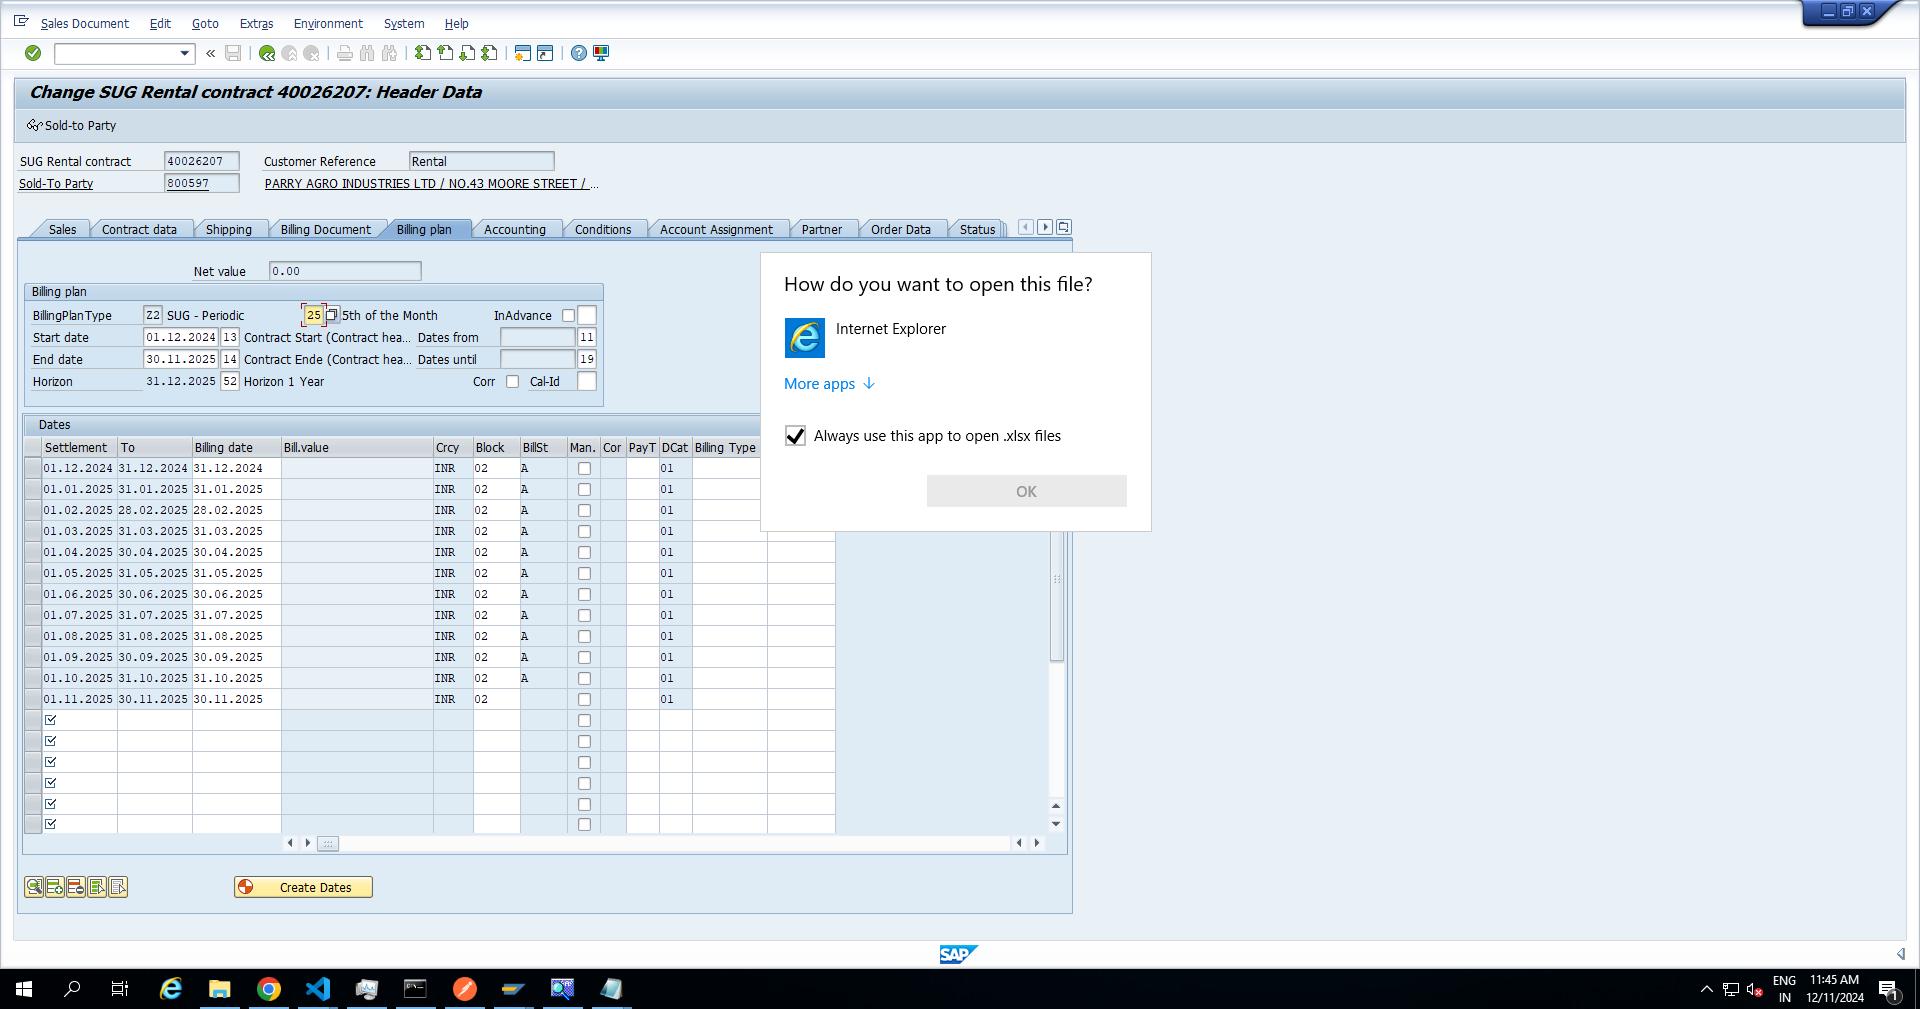 Sales Document Edit Goto Extras Environment System Help
Change SUG Rental contract 40026207: Header Data
Sold-to Party
SUG Rental contract 40026207 Customer Reference Rental
Sold-To Party 800597 PARRY AGRO INDUSTRIES LTD / NO.43 MOORE STREET / ...
Sales Contract data Shipping Billing Document Billing plan Accounting Conditions Account Assignment Partner Order Data Status
Net value 0.00
Billing plan
BillingPlanType Z2 SUG - Periodic 25 5th of the Month InAdvance
Start date 01.12.2024 13 Contract Start (Contract hea... Dates from 11
End date 30.11.2025 14 Contract Ende (Contract hea... Dates until 19
Horizon 31.12.2025 52 Horizon 1 Year Corr Cal-Id
Dates
Settlement To Billing date Bill.value Crcy Block BillSt Man. Cor PayT DCat Billing Type
01.12.2024 31.12.2024 31.12.2024 INR 02 A 01
01.01.2025 31.01.2025 31.01.2025 INR 02 A 01
01.02.2025 28.02.2025 28.02.2025 INR 02 A 01
01.03.2025 31.03.2025 31.03.2025 INR 02 A 01
01.04.2025 30.04.2025 30.04.2025 INR 02 A 01
01.05.2025 31.05.2025 31.05.2025 INR 02 A 01
01.06.2025 30.06.2025 30.06.2025 INR 02 A 01
01.07.2025 31.07.2025 31.07.2025 INR 02 A 01
01.08.2025 31.08.2025 31.08.2025 INR 02 A 01
01.09.2025 30.09.2025 30.09.2025 INR 02 A 01
01.10.2025 31.10.2025 31.10.2025 INR 02 A 01
01.11.2025 30.11.2025 30.11.2025 INR 02 01
Create Dates
How do you want to open this file?
Internet Explorer
More apps
Always use this app to open .xlsx files
OK
SAP
ENG
IN
11:45 AM
12/11/2024
1